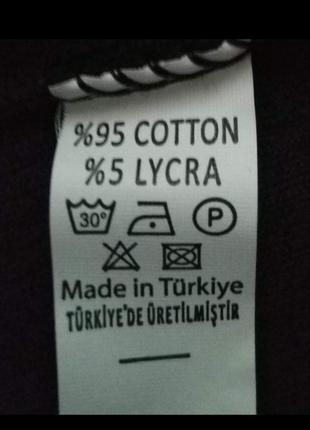 %95 COTTON
%5 LYCRA
30° P
Made in Türkiye
TÜRKİYE'DE ÜRETİLMİŞTİR